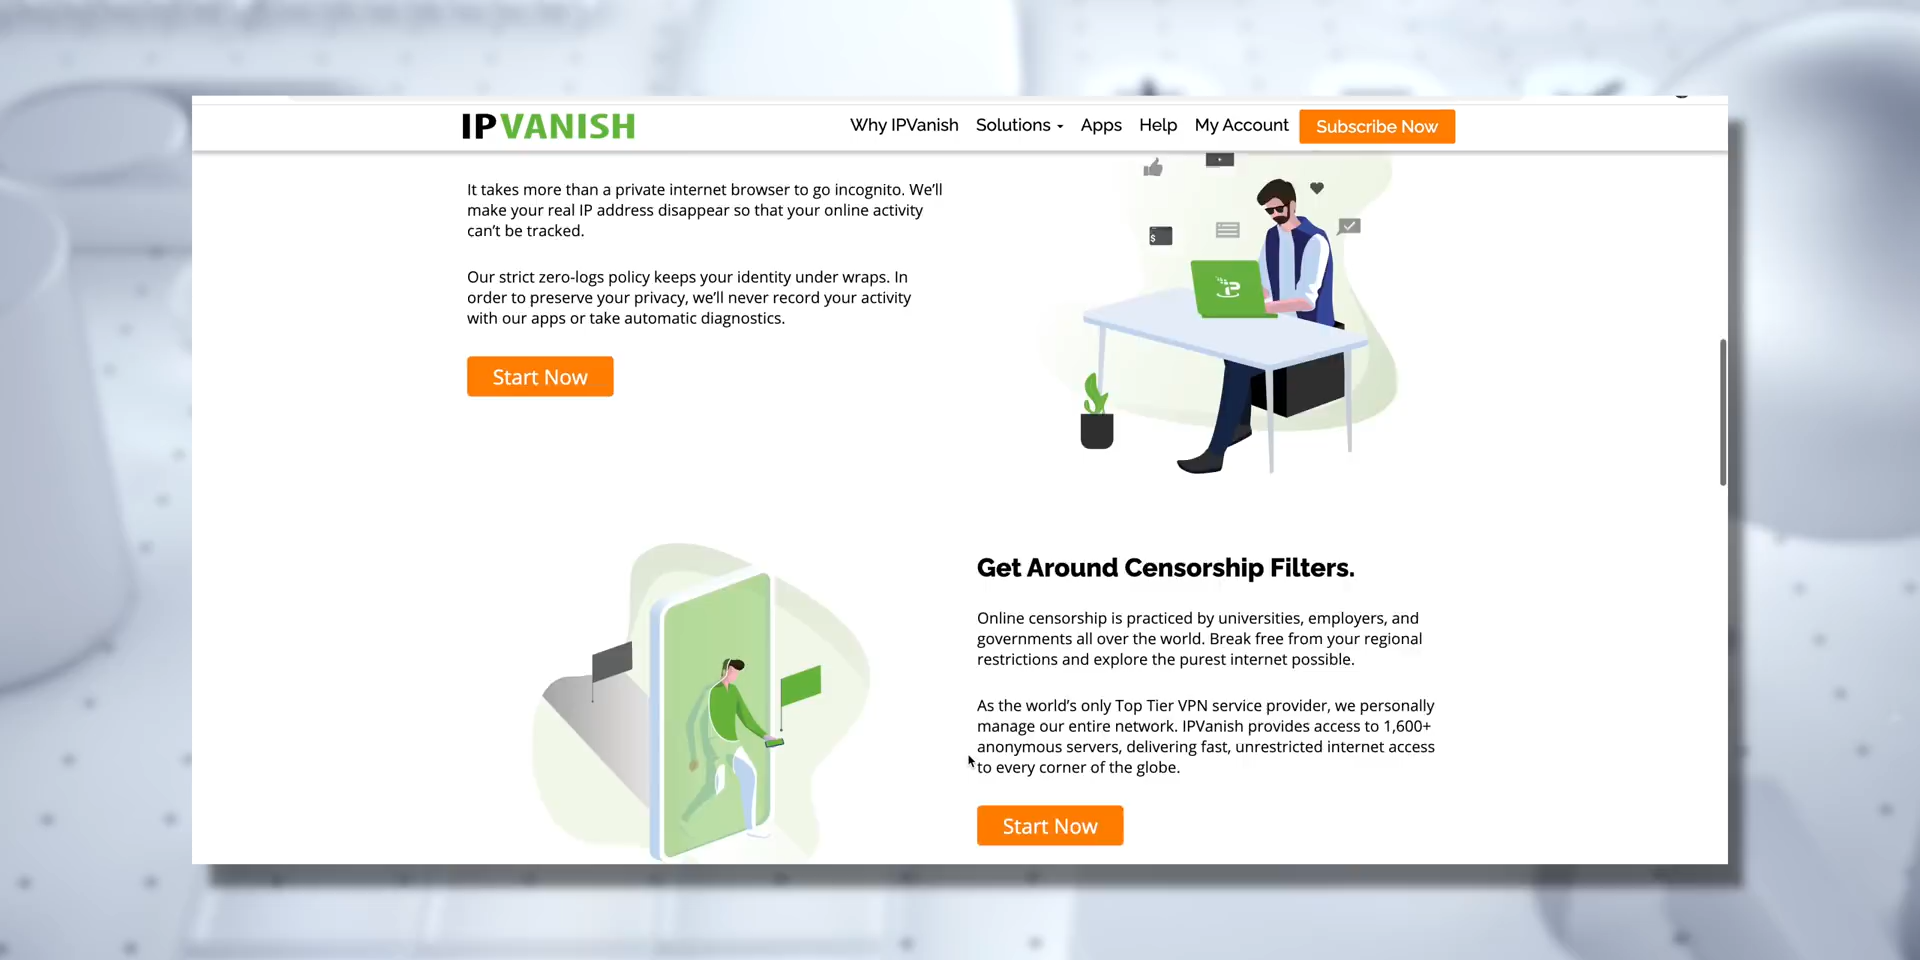 IPVANISH
Why IPVanish Solutions Apps Help My Account Subscribe Now
It takes more than a private internet browser to go incognito. We’ll
make your real IP address disappear so that your online activity
can’t be tracked.
Our strict zero-logs policy keeps your identity under wraps. In
order to preserve your privacy, we’ll never record your activity
with our apps or take automatic diagnostics.
Start Now
$
Get Around Censorship Filters.
Online censorship is practiced by universities, employers, and
governments all over the world. Break free from your regional
restrictions and explore the purest internet possible.
As the world’s only Top Tier VPN service provider, we personally
manage our entire network. IPVanish provides access to 1,600+
anonymous servers, delivering fast, unrestricted internet access
to every corner of the globe.
Start Now